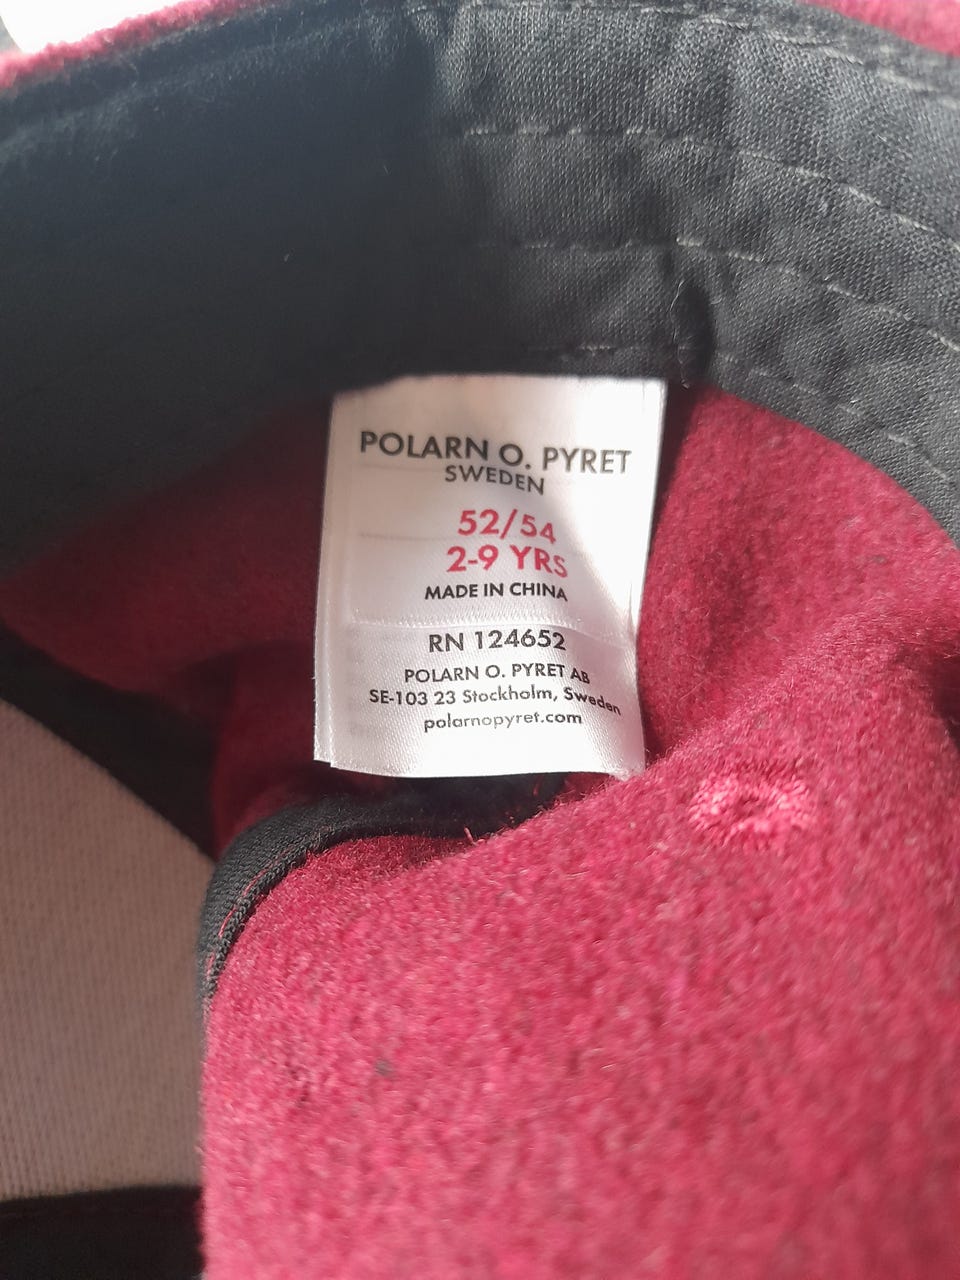 POLARN O. PYRET
SWEDEN
52/54
2-9 YRS
MADE IN CHINA
RN 124652
POLARN O. PYRET AB
SE-103 23 Stockholm, Sweden
polarnopyret.com